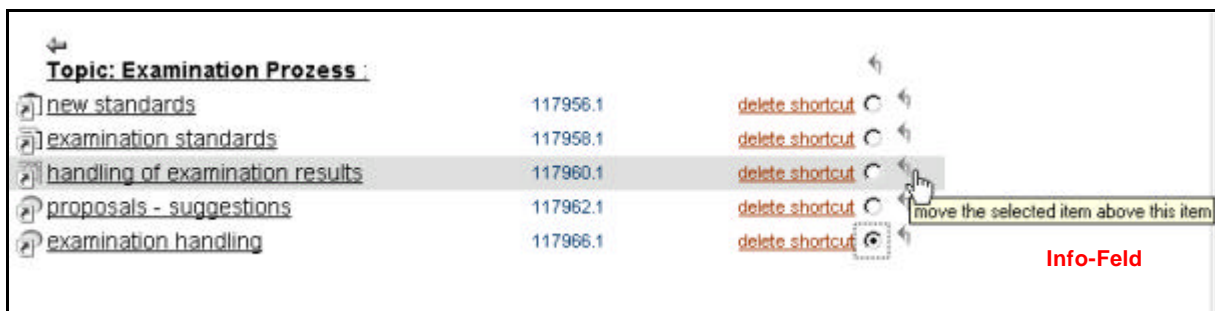 Topic: Examination Prozess :
new standards 117956.1 delete shortcut
examination standards 117958.1 delete shortcut
handling of examination results 117960.1 delete shortcut
proposals - suggestions 117962.1 delete shortcut
move the selected item above this item
examination handling 117966.1 delete shortcut
Info-Feld